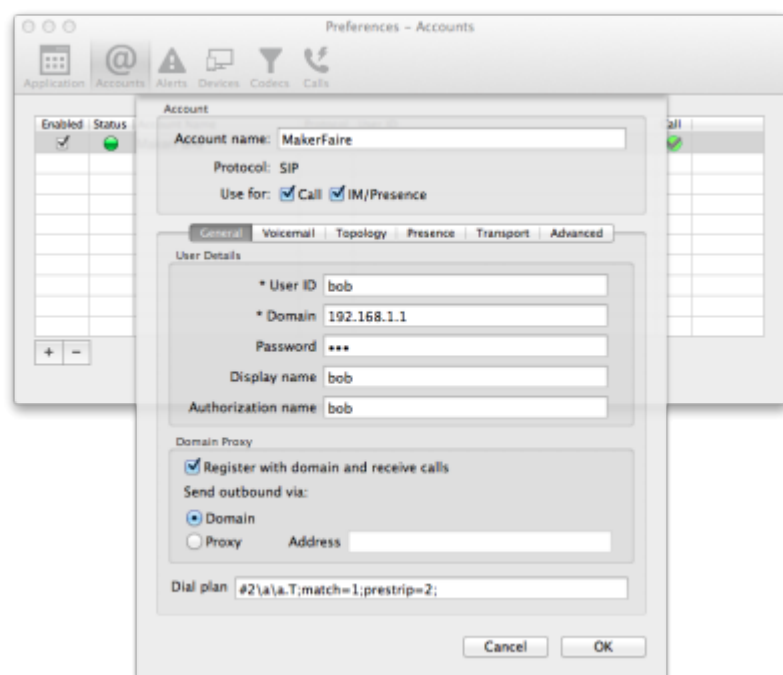 Preferences – Accounts
Application Accounts Alerts Devices Codecs Calls
Account
Enabled Status
Account name: MakerFaire
Protocol: SIP
Use for: Call IM/Presence
General Voicemail Topology Presence Transport Advanced
User Details
* User ID bob
* Domain 192.168.1.1
Password •••
Display name bob
Authorization name bob
+ −
Domain Proxy
Register with domain and receive calls
Send outbound via:
Domain
Proxy Address
Dial plan #2\a\a.T;match=1;prestrip=2;
Cancel OK